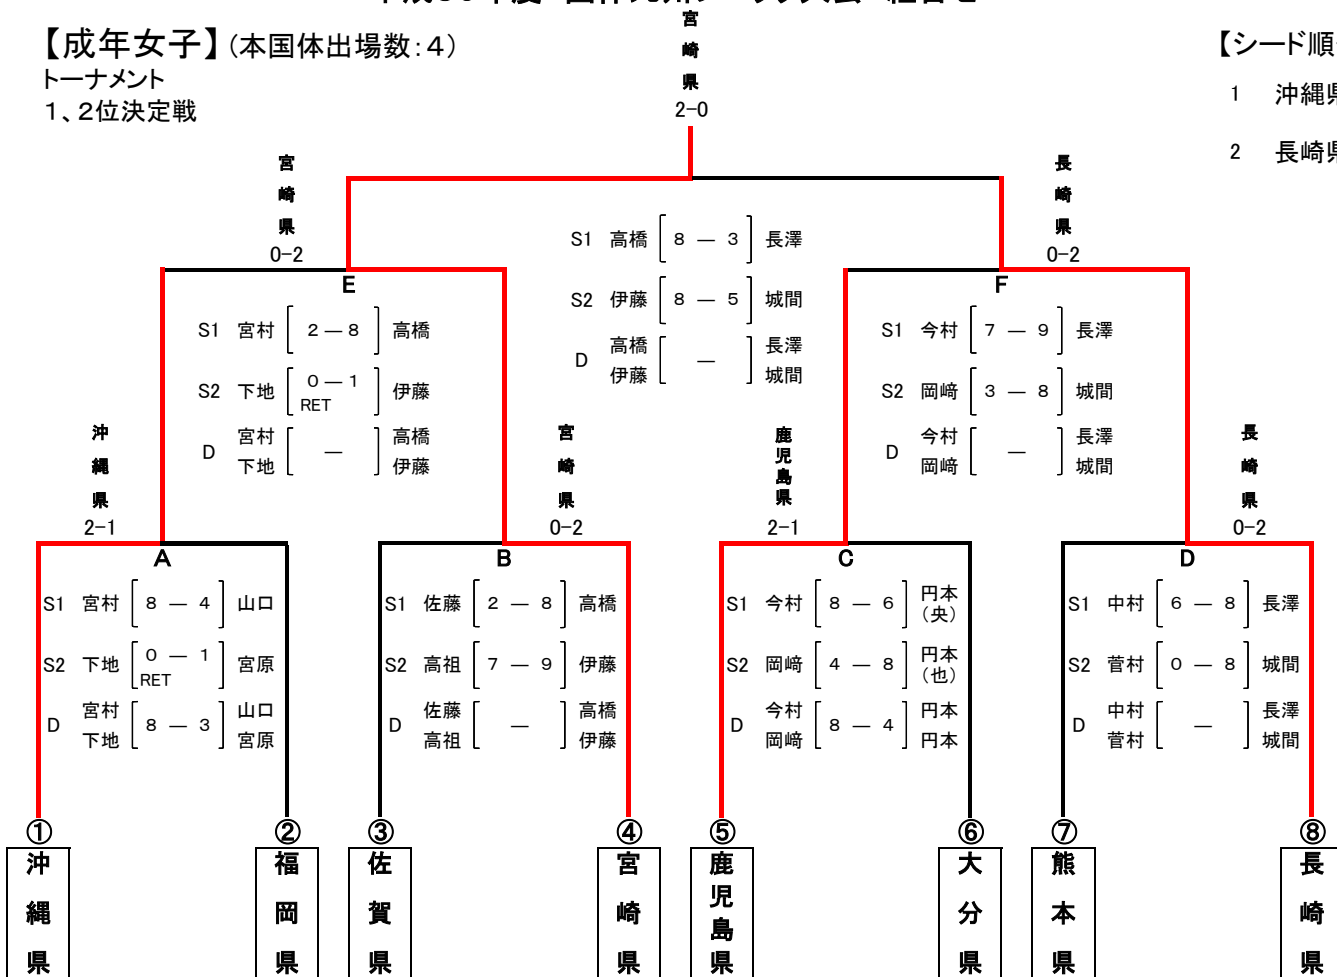 【成年女子】(本国体出場数:4)
トーナメント
1、2位決定戦
【シード順
1 沖縄県
2 長崎県
宮崎県
2-0
宮崎県
0-2
長崎県
0-2
S1 高橋 8 — 3 長澤
S2 伊藤 8 — 5 城間
D 高橋 伊藤 — 長澤 城間
E
S1 宮村 2 — 8 高橋
S2 下地 0 — 1 RET 伊藤
D 宮村 下地 — 高橋 伊藤
F
S1 今村 7 — 9 長澤
S2 岡﨑 3 — 8 城間
D 今村 岡﨑 — 長澤 城間
沖縄県
2-1
宮崎県
0-2
鹿児島県
2-1
長崎県
0-2
A
S1 宮村 8 — 4 山口
S2 下地 0 — 1 RET 宮原
D 宮村 下地 8 — 3 山口 宮原
B
S1 佐藤 2 — 8 高橋
S2 高祖 7 — 9 伊藤
D 佐藤 高祖 — 高橋 伊藤
C
S1 今村 8 — 6 円本(央)
S2 岡﨑 4 — 8 円本(也)
D 今村 岡﨑 8 — 4 円本 円本
D
S1 中村 6 — 8 長澤
S2 菅村 0 — 8 城間
D 中村 菅村 — 長澤 城間
① 沖縄県
② 福岡県
③ 佐賀県
④ 宮崎県
⑤ 鹿児島県
⑥ 大分県
⑦ 熊本県
⑧ 長崎県